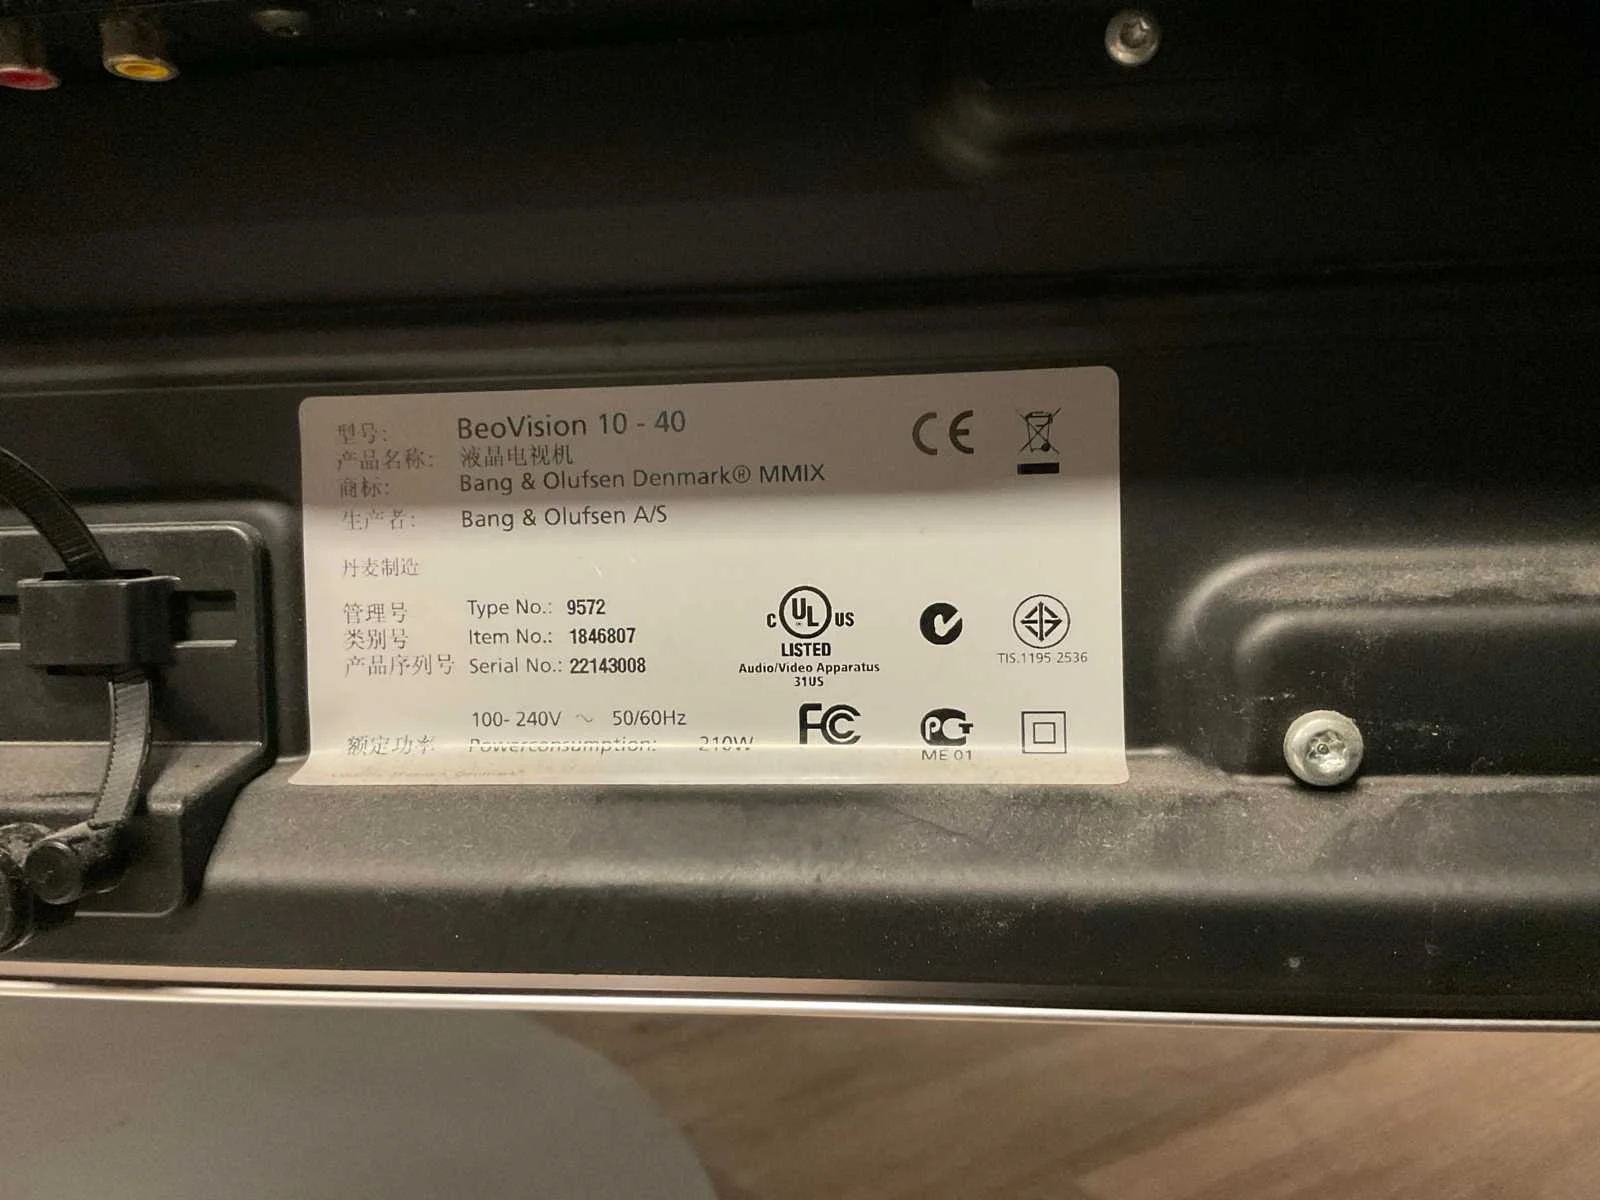 型号: BeoVision 10 - 40
产品名称: 液晶电视机
商标: Bang & Olufsen Denmark® MMIX
生产者: Bang & Olufsen A/S
丹麦制造
管理号 Type No.: 9572
类别号 Item No.: 1846807
产品序列号 Serial No.: 22143008
100- 240V ~ 50/60Hz
额定功率 Powerconsumption: 210W
CE
c UL US
LISTED
Audio/Video Apparatus
31US
TIS.1195 2536
FC
PCT
ME 01